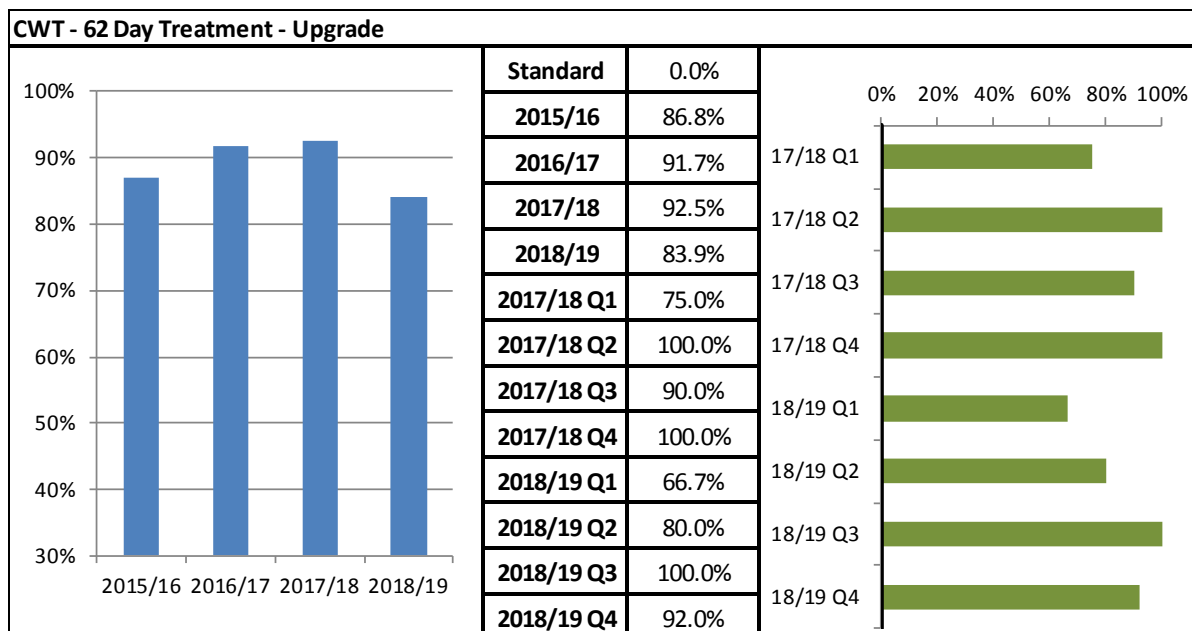 CWT - 62 Day Treatment - Upgrade
100%
90%
80%
70%
60%
50%
40%
30%
2015/16 2016/17 2017/18 2018/19
Standard 0.0%
2015/16 86.8%
2016/17 91.7%
2017/18 92.5%
2018/19 83.9%
2017/18 Q1 75.0%
2017/18 Q2 100.0%
2017/18 Q3 90.0%
2017/18 Q4 100.0%
2018/19 Q1 66.7%
2018/19 Q2 80.0%
2018/19 Q3 100.0%
2018/19 Q4 92.0%
0% 20% 40% 60% 80% 100%
17/18 Q1
17/18 Q2
17/18 Q3
17/18 Q4
18/19 Q1
18/19 Q2
18/19 Q3
18/19 Q4